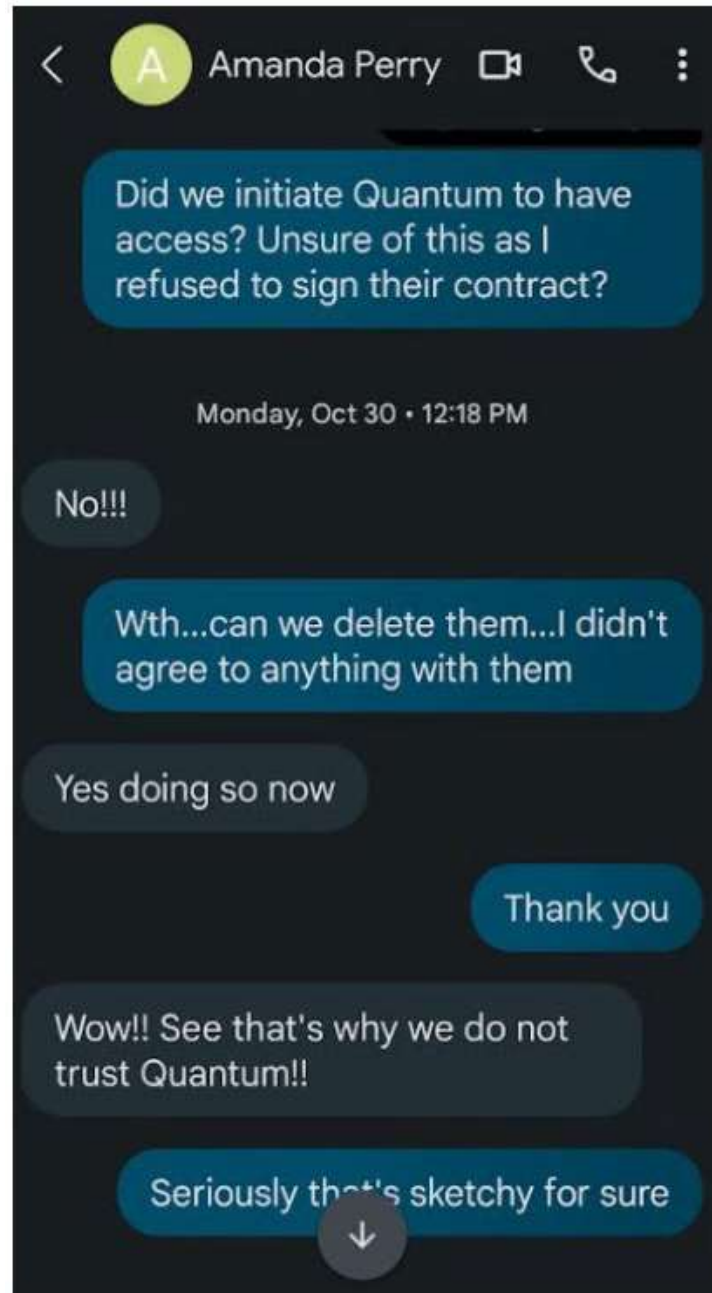 A Amanda Perry
Did we initiate Quantum to have
access? Unsure of this as I
refused to sign their contract?
Monday, Oct 30 • 12:18 PM
No!!!
Wth...can we delete them...I didn't
agree to anything with them
Yes doing so now
Thank you
Wow!! See that's why we do not
trust Quantum!!
Seriously that's sketchy for sure